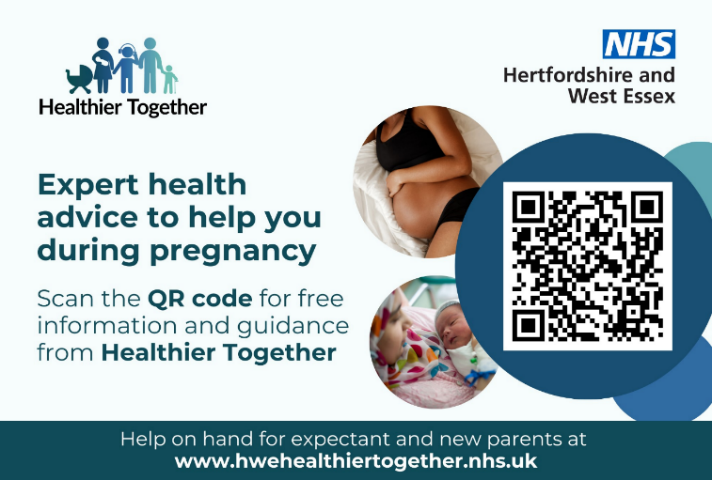 Healthier Together
NHS
Hertfordshire and
West Essex
Expert health
advice to help you
during pregnancy
Scan the QR code for free
information and guidance
from Healthier Together
Help on hand for expectant and new parents at
www.hwehealthiertogether.nhs.uk